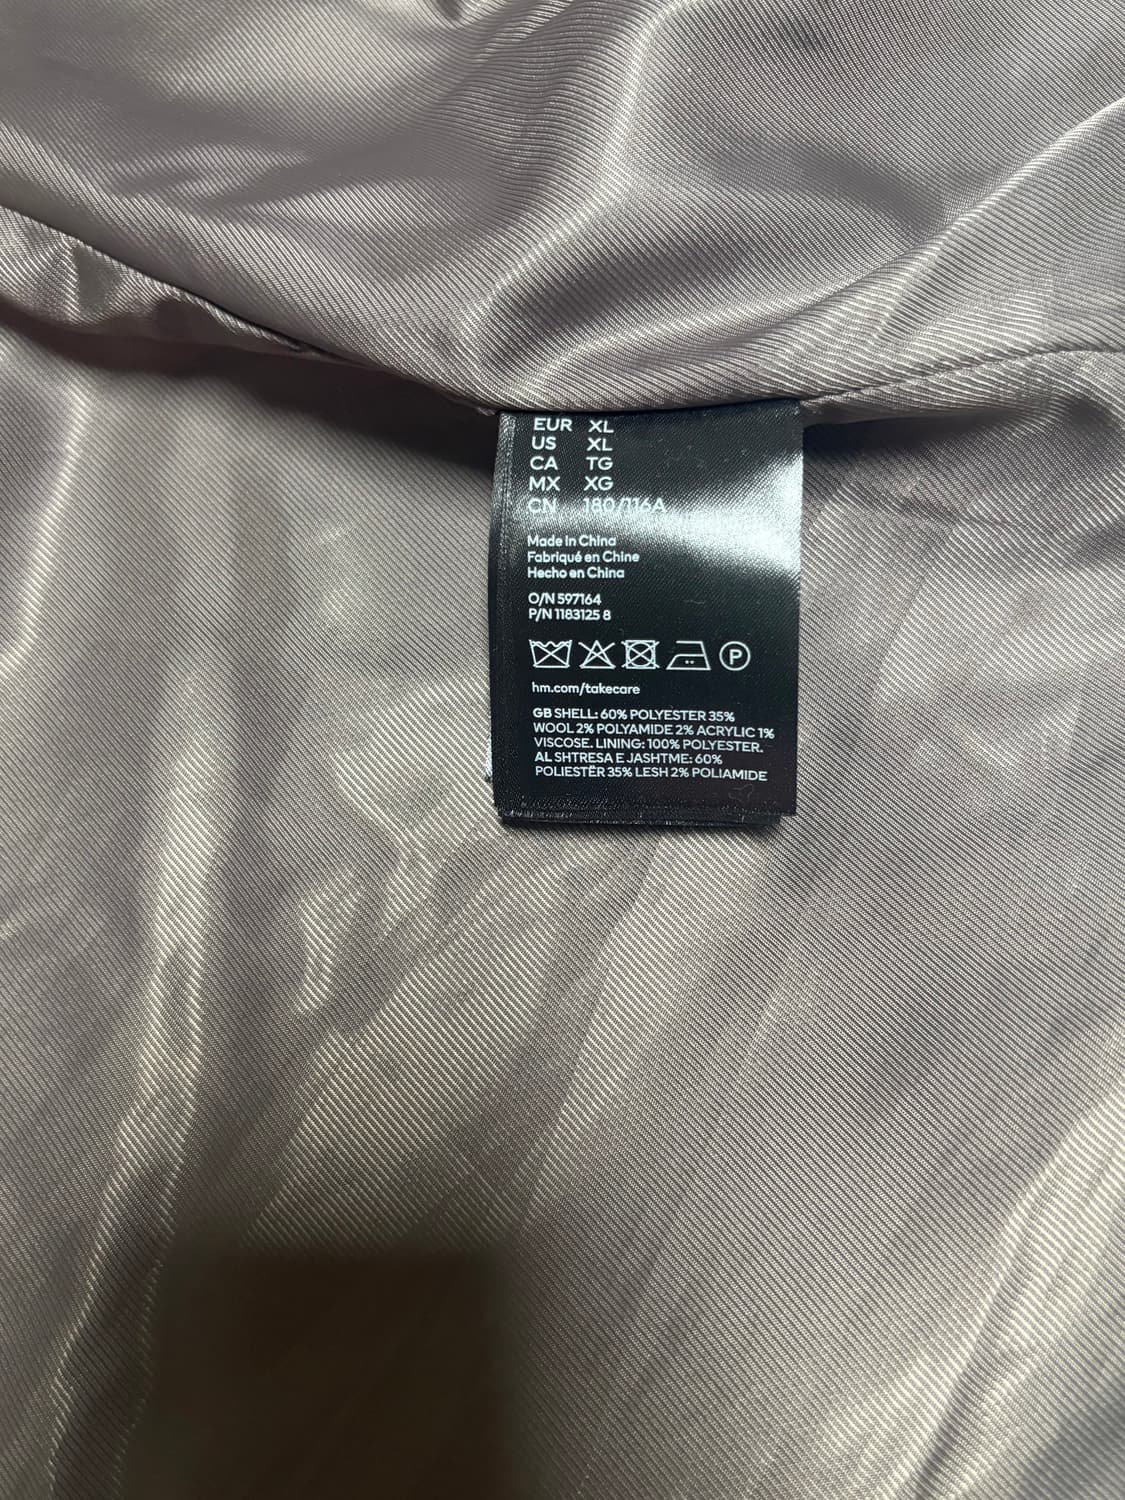 EUR XL
US XL
CA TG
MX XG
CN 180/116A
Made in China
Fabriqué en Chine
Hecho en China
O/N 597164
P/N 1183125 8
P
hm.com/takecare
GB SHELL: 60% POLYESTER 35%
WOOL 2% POLYAMIDE 2% ACRYLIC 1%
VISCOSE. LINING: 100% POLYESTER.
AL SHTRESA E JASHTME: 60%
POLIESTËR 35% LESH 2% POLIAMIDE